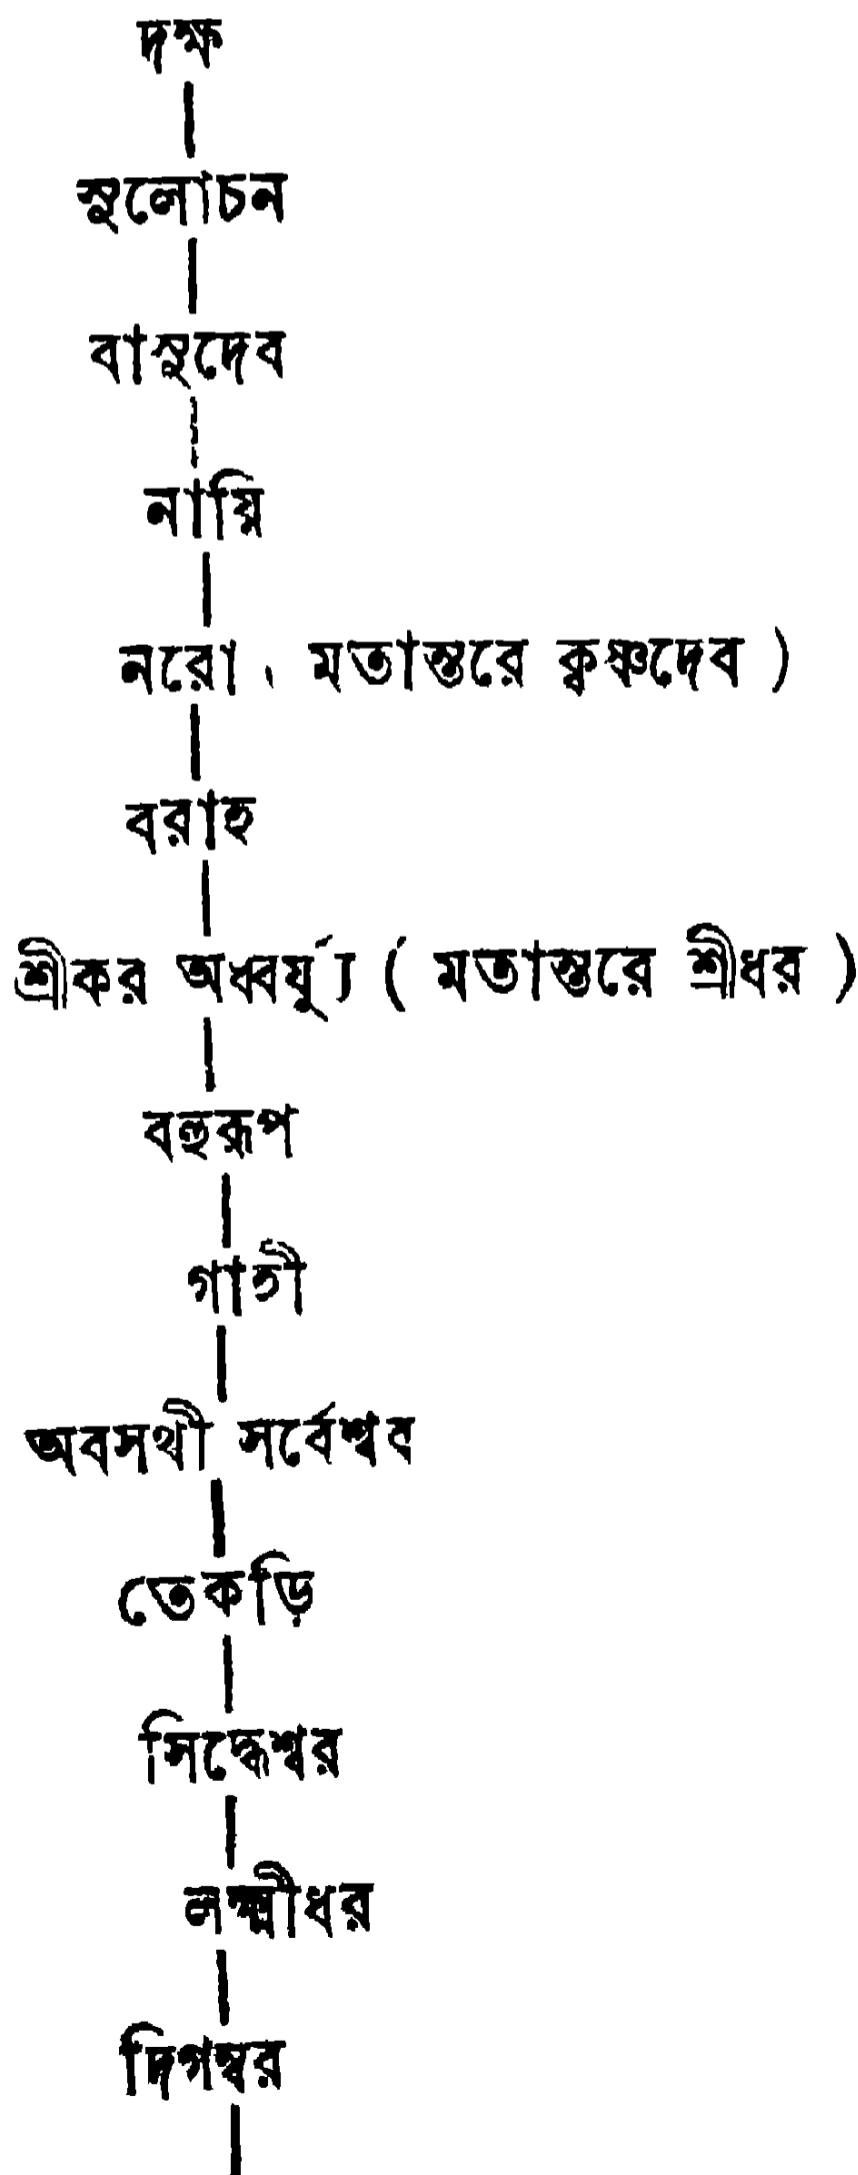 দক্ষ
সুলোচন
বাসুদেব
নায়ি
নরো ( মতান্তরে কৃষ্ণদেব )
বরাহ
শ্রীকর অধ্বর্য্যু ( মতান্তরে শ্রীধর )
বহুরূপ
গাহী
অবসথী সর্বেশ্বব
তেকড়ি
সিদ্ধেশ্বর
লক্ষ্মীধর
দিগম্বর